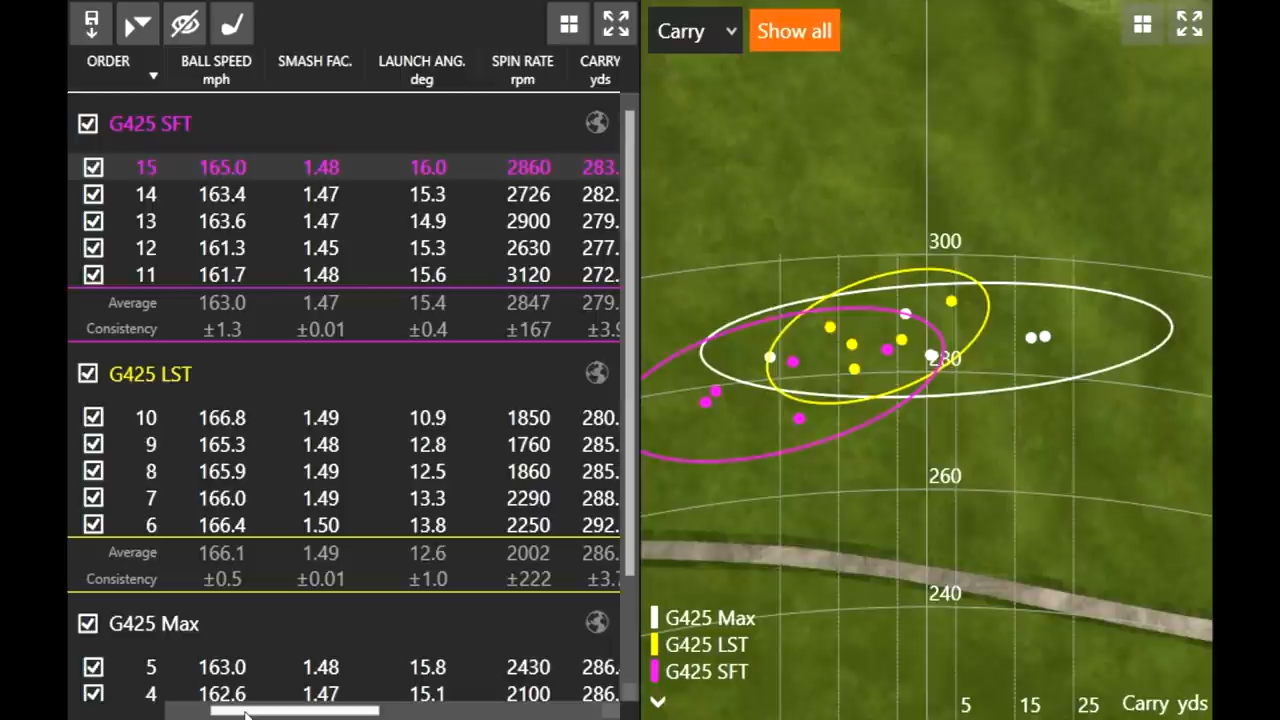 ORDER BALL SPEED SMASH FAC. LAUNCH ANG. SPIN RATE CARRY
mph deg rpm yds
G425 SFT
15 165.0 1.48 16.0 2860 283.
14 163.4 1.47 15.3 2726 282.
13 163.6 1.47 14.9 2900 279.
12 161.3 1.45 15.3 2630 277.
11 161.7 1.48 15.6 3120 272.
Average 163.0 1.47 15.4 2847 279.
Consistency ±1.3 ±0.01 ±0.4 ±167 ±3.9
G425 LST
10 166.8 1.49 10.9 1850 280.
9 165.3 1.48 12.8 1760 285.
8 165.9 1.49 12.5 1860 285.
7 166.0 1.49 13.3 2290 288.
6 166.4 1.50 13.8 2250 292.
Average 166.1 1.49 12.6 2002 286.
Consistency ±0.5 ±0.01 ±1.0 ±222 ±3.7
G425 Max
5 163.0 1.48 15.8 2430 286.
4 162.6 1.47 15.1 2100 286.
Carry Show all
300
280
260
240
G425 Max
G425 LST
G425 SFT
5 15 25 Carry yds